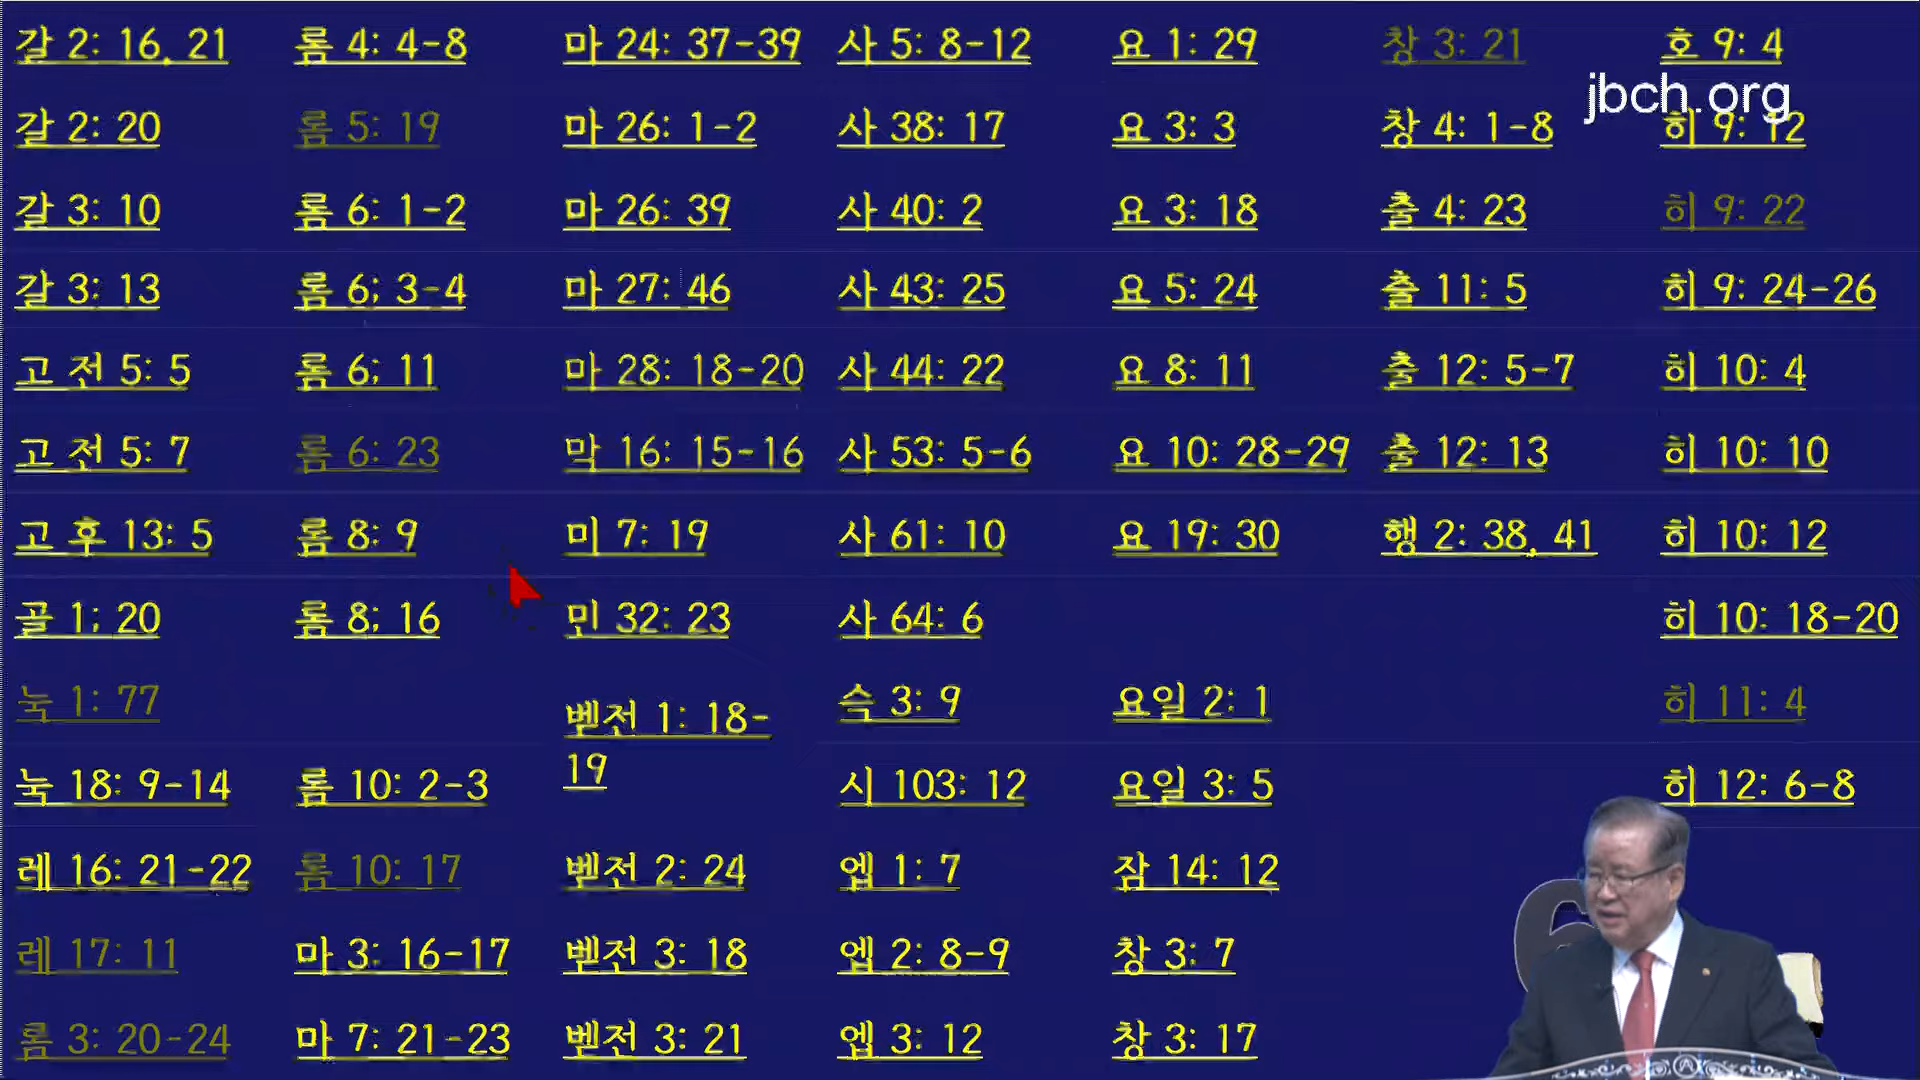 갈 2: 16, 21
갈 2: 20
갈 3: 10
갈 3: 13
고 전 5: 5
고 전 5: 7
고 후 13: 5
골 1; 20
눅 1: 77
눅 18: 9-14
레 16: 21-22
레 17: 11
롬 3: 20-24
롬 4: 4-8
롬 5: 19
롬 6: 1-2
롬 6; 3-4
롬 6; 11
롬 6: 23
롬 8: 9
롬 8; 16
롬 10: 2-3
롬 10: 17
마 3: 16-17
마 7: 21-23
마 24: 37-39
마 26: 1-2
마 26: 39
마 27: 46
마 28: 18-20
막 16: 15-16
미 7: 19
민 32: 23
벧전 1: 18-
19
벧전 2: 24
벧전 3: 18
벧전 3: 21
사 5: 8-12
사 38: 17
사 40: 2
사 43: 25
사 44: 22
사 53: 5-6
사 61: 10
사 64: 6
슥 3: 9
시 103: 12
엡 1: 7
엡 2: 8-9
엡 3: 12
요 1: 29
요 3: 3
요 3: 18
요 5: 24
요 8: 11
요 10: 28-29
요 19: 30
요일 2: 1
요일 3: 5
잠 14: 12
창 3: 7
창 3: 17
창 3: 21
창 4: 1-8
출 4: 23
출 11: 5
출 12: 5-7
출 12: 13
행 2: 38, 41
호 9: 4
jbch.org
히 9: 12
히 9: 22
히 9: 24-26
히 10: 4
히 10: 10
히 10: 12
히 10: 18-20
히 11: 4
히 12: 6-8
6